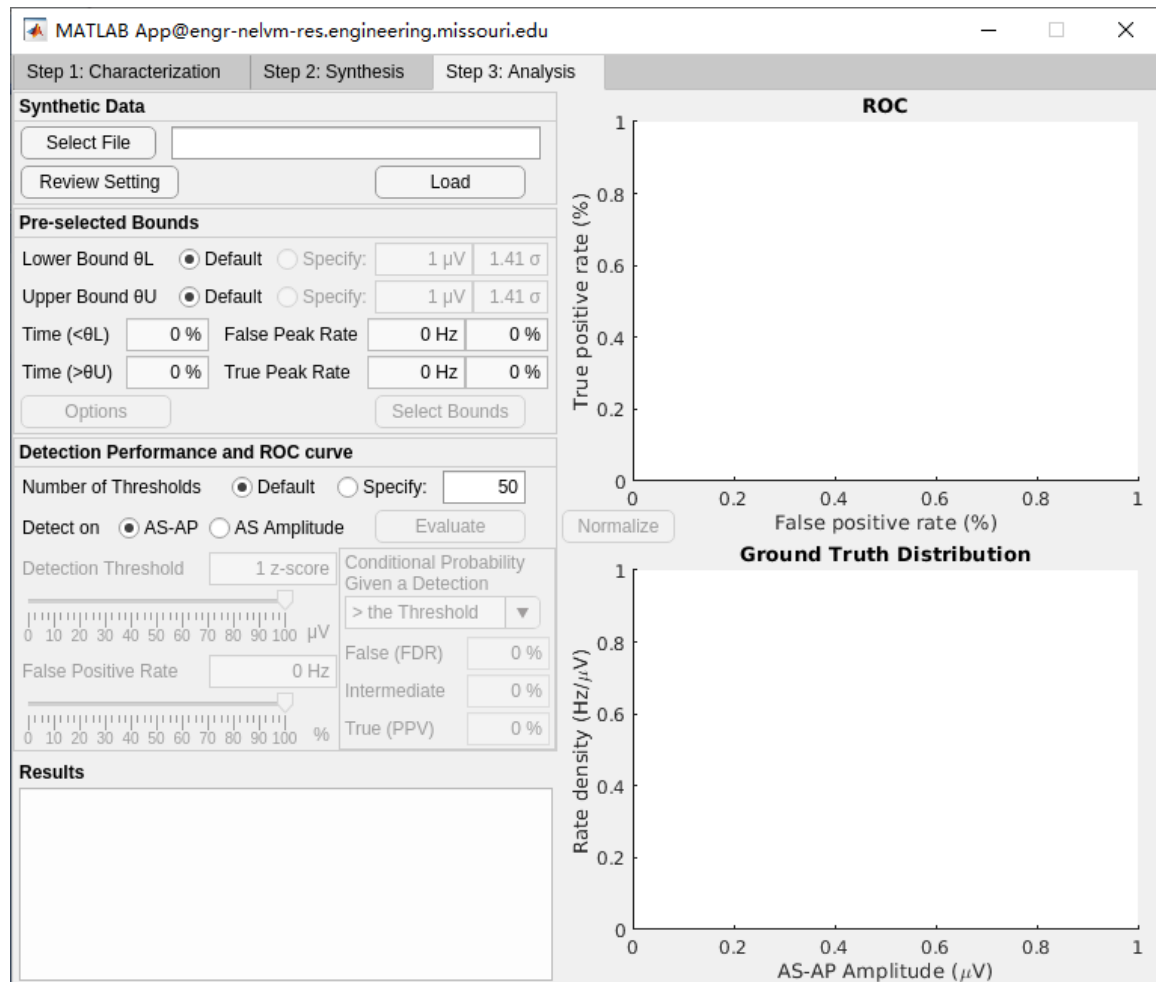 MATLAB App@engr-nelvm-res.engineering.missouri.edu
Step 1: Characterization Step 2: Synthesis Step 3: Analysis
Synthetic Data
Select File
Review Setting Load
Pre-selected Bounds
Lower Bound θL Default Specify: 1 μV 1.41 σ
Upper Bound θU Default Specify: 1 μV 1.41 σ
Time (<θL) 0 % False Peak Rate 0 Hz 0 %
Time (>θU) 0 % True Peak Rate 0 Hz 0 %
Options Select Bounds
Detection Performance and ROC curve
Number of Thresholds Default Specify: 50
Detect on AS-AP AS Amplitude Evaluate Normalize
Detection Threshold 1 z-score
0 10 20 30 40 50 60 70 80 90 100 μV
False Positive Rate 0 Hz
0 10 20 30 40 50 60 70 80 90 100 %
Conditional Probability
Given a Detection
> the Threshold
False (FDR) 0 %
Intermediate 0 %
True (PPV) 0 %
Results
ROC
True positive rate (%)
1
0.8
0.6
0.4
0.2
0
0 0.2 0.4 0.6 0.8 1
False positive rate (%)
Ground Truth Distribution
Rate density (Hz/μV)
1
0.8
0.6
0.4
0.2
0
0 0.2 0.4 0.6 0.8 1
AS-AP Amplitude (μV)